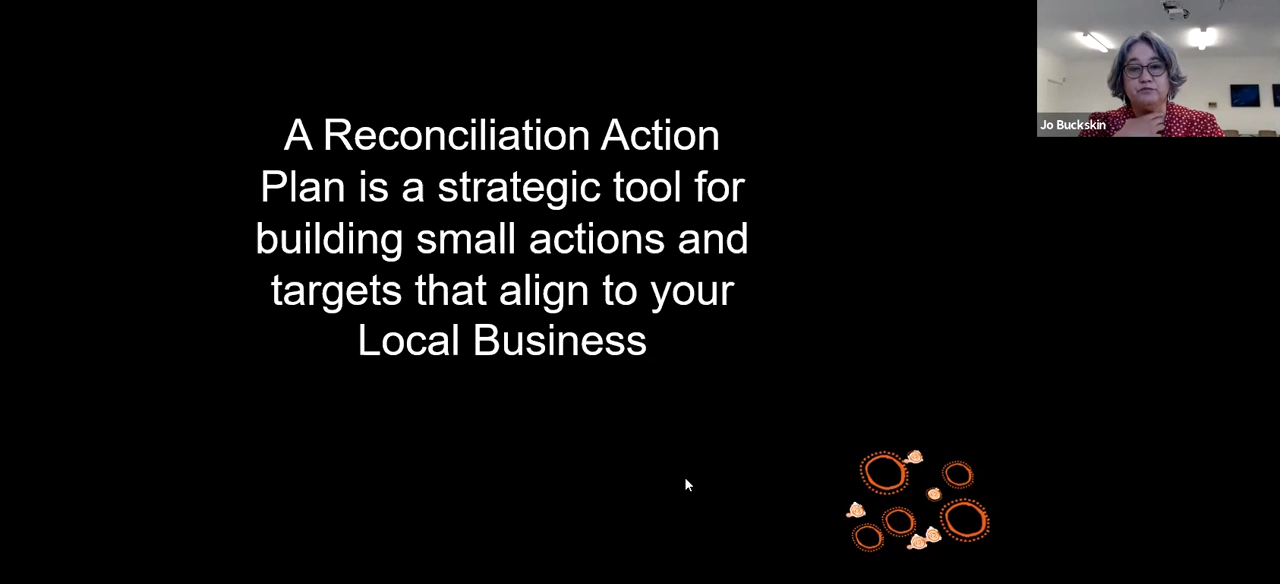 A Reconciliation Action
Plan is a strategic tool for
building small actions and
targets that align to your
Local Business
Jo Buckskin